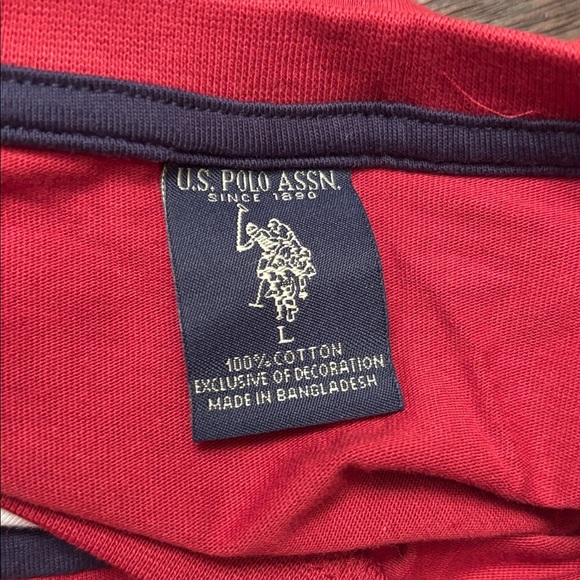 U.S. POLO ASSN.
SINCE 1890
L
100% COTTON
EXCLUSIVE OF DECORATION
MADE IN BANGLADESH